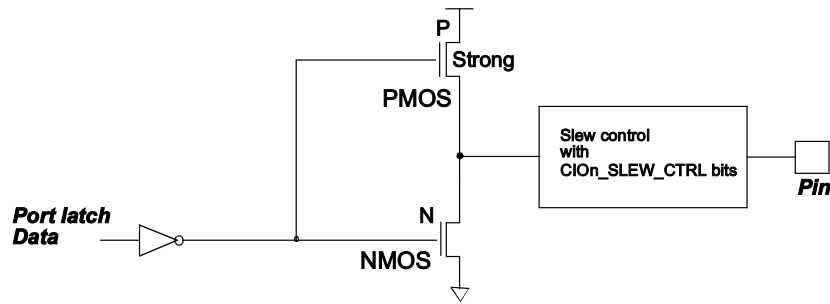 P
Strong
PMOS
Slew control
with
CIOn_SLEW_CTRL bits
Pin
N
Port latch
Data
NMOS